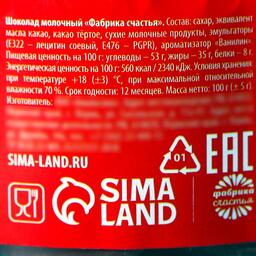 Шоколад молочный «Фабрика счастья». Состав: сахар, эквивалент
масла какао, какао тёртое, сухие молочные продукты, эмульгаторы
(Е322 – лецитин соевый, Е476 – PGPR), ароматизатор «Ванилин».
Пищевая ценность на 100 г: углеводы – 53 г, жиры – 35 г, белки – 8 г.
Энергетическая ценность на 100 г: 560 ккал / 2340 кДж. Условия хранения:
при температуре +18 (±3) °С, при максимальной относительной
влажности 70 %. Срок годности: 12 месяцев. Масса: 100 г (± 5 г).
Изготовитель:
SIMA-LAND.RU
01
EAC
SIMA
LAND
фабрика
счастья